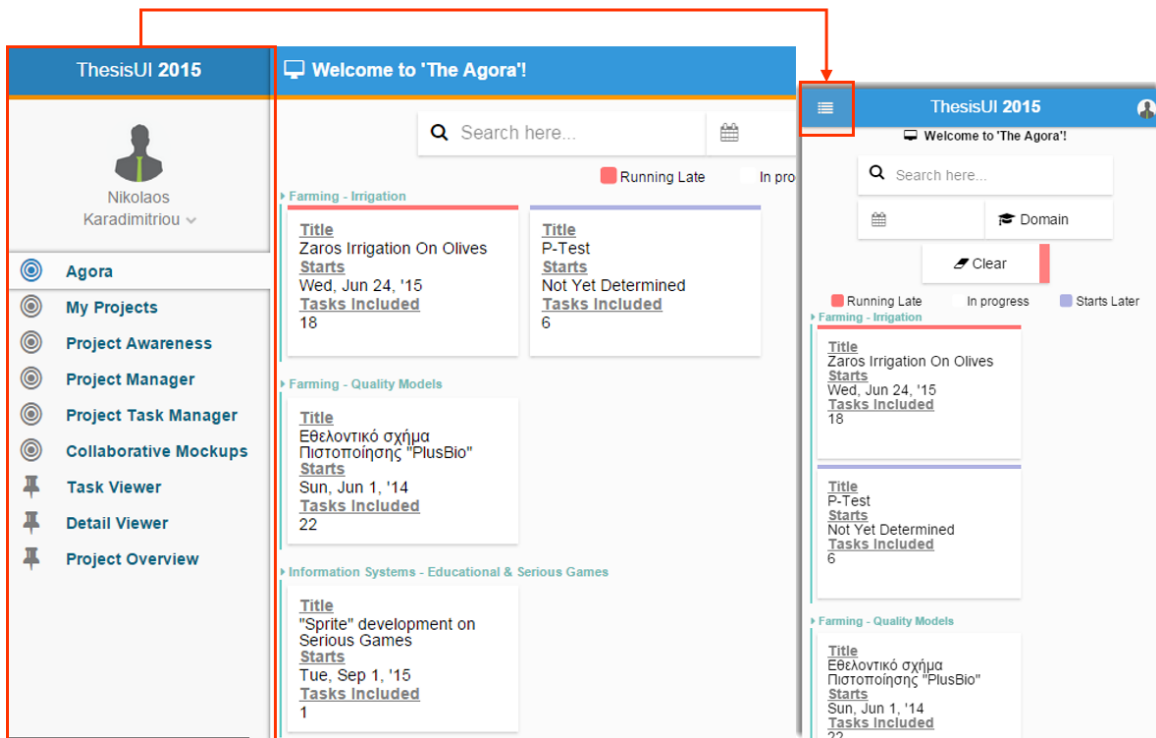 ThesisUI 2015
Nikolaos
Karadimitriou
Agora
My Projects
Project Awareness
Project Manager
Project Task Manager
Collaborative Mockups
Task Viewer
Detail Viewer
Project Overview
Welcome to 'The Agora'!
Search here...
Running Late
In pro
Farming - Irrigation
Title
Zaros Irrigation On Olives
Starts
Wed, Jun 24, '15
Tasks Included
18
Title
P-Test
Starts
Not Yet Determined
Tasks Included
6
Farming - Quality Models
Title
Εθελοντικό σχήμα
Πιστοποίησης "PlusBio"
Starts
Sun, Jun 1, '14
Tasks Included
22
Information Systems - Educational & Serious Games
Title
"Sprite" development on
Serious Games
Starts
Tue, Sep 1, '15
Tasks Included
1
ThesisUI 2015
Welcome to 'The Agora'!
Search here...
Domain
Clear
Running Late In progress Starts Later
Farming - Irrigation
Title
Zaros Irrigation On Olives
Starts
Wed, Jun 24, '15
Tasks Included
18
Title
P-Test
Starts
Not Yet Determined
Tasks Included
6
Farming - Quality Models
Title
Εθελοντικό σχήμα
Πιστοποίησης "PlusBio"
Starts
Sun, Jun 1, '14
Tasks Included
22